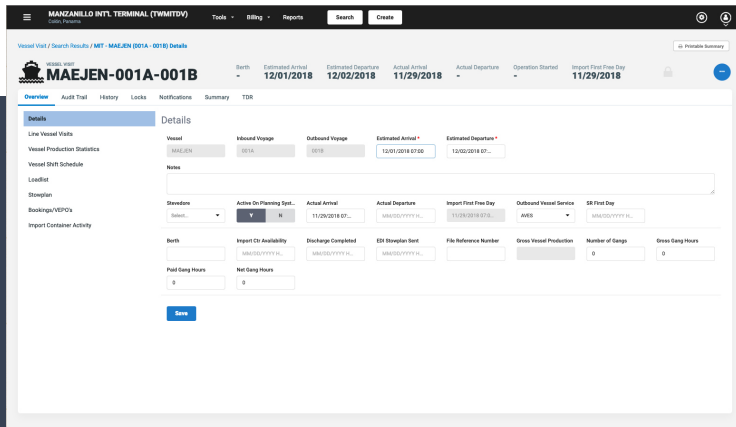 MANZANILLO INT'L TERMINAL (TWMITDV)
Colón, Panama
Tools
Billing
Reports
Search
Create
Vessel Visit / Search Results / MIT - MAEJEN (001A - 001B) Details
Printable Summary
VESSEL VISIT
MAEJEN-001A-001B
Berth
-
Estimated Arrival
12/01/2018
Estimated Departure
12/02/2018
Actual Arrival
11/29/2018
Actual Departure
-
Operation Started
-
Import First Free Day
11/29/2018
Overview
Audit Trail
History
Locks
Notifications
Summary
TDR
Details
Line Vessel Visits
Vessel Production Statistics
Vessel Shift Schedule
Loadlist
Stowplan
Bookings/VEPO's
Import Container Activity
Details
Vessel
Inbound Voyage
Outbound Voyage
Estimated Arrival *
Estimated Departure *
MAEJEN
001A
001B
12/01/2018 07:00
12/02/2018 07:...
Notes
Stevedore
Active On Planning Syst...
Actual Arrival
Actual Departure
Import First Free Day
Outbound Vessel Service
SR First Day
Select...
Y
N
11/29/2018 07:...
MM/DD/YYYY H...
11/29/2018 07:0...
AVES
MM/DD/YYYY H...
Berth
Import Ctr Availability
Discharge Completed
EDI Stowplan Sent
File Reference Number
Gross Vessel Production
Number of Gangs
Gross Gang Hours
MM/DD/YYYY H...
MM/DD/YYYY H...
MM/DD/YYYY H...
0
0
Paid Gang Hours
Net Gang Hours
0
0
Save